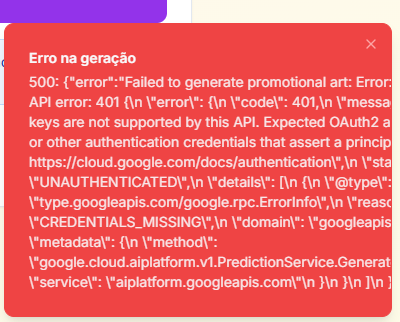 Erro na geração
500: {"error":"Failed to generate promotional art: Error:
API error: 401 {\n \"error\": {\n \"code\": 401,\n \"messa
keys are not supported by this API. Expected OAuth2 a
or other authentication credentials that assert a princip
https://cloud.google.com/docs/authentication\",\n \"sta
\"UNAUTHENTICATED\",\n \"details\": [\n {\n \"@type\":
\"type.googleapis.com/google.rpc.ErrorInfo\",\n \"reaso
\"CREDENTIALS_MISSING\",\n \"domain\": \"googleapis
\"metadata\": {\n \"method\":
\"google.cloud.aiplatform.v1.PredictionService.Generat
\"service\": \"aiplatform.googleapis.com\"\n }\n }\n ]\n }